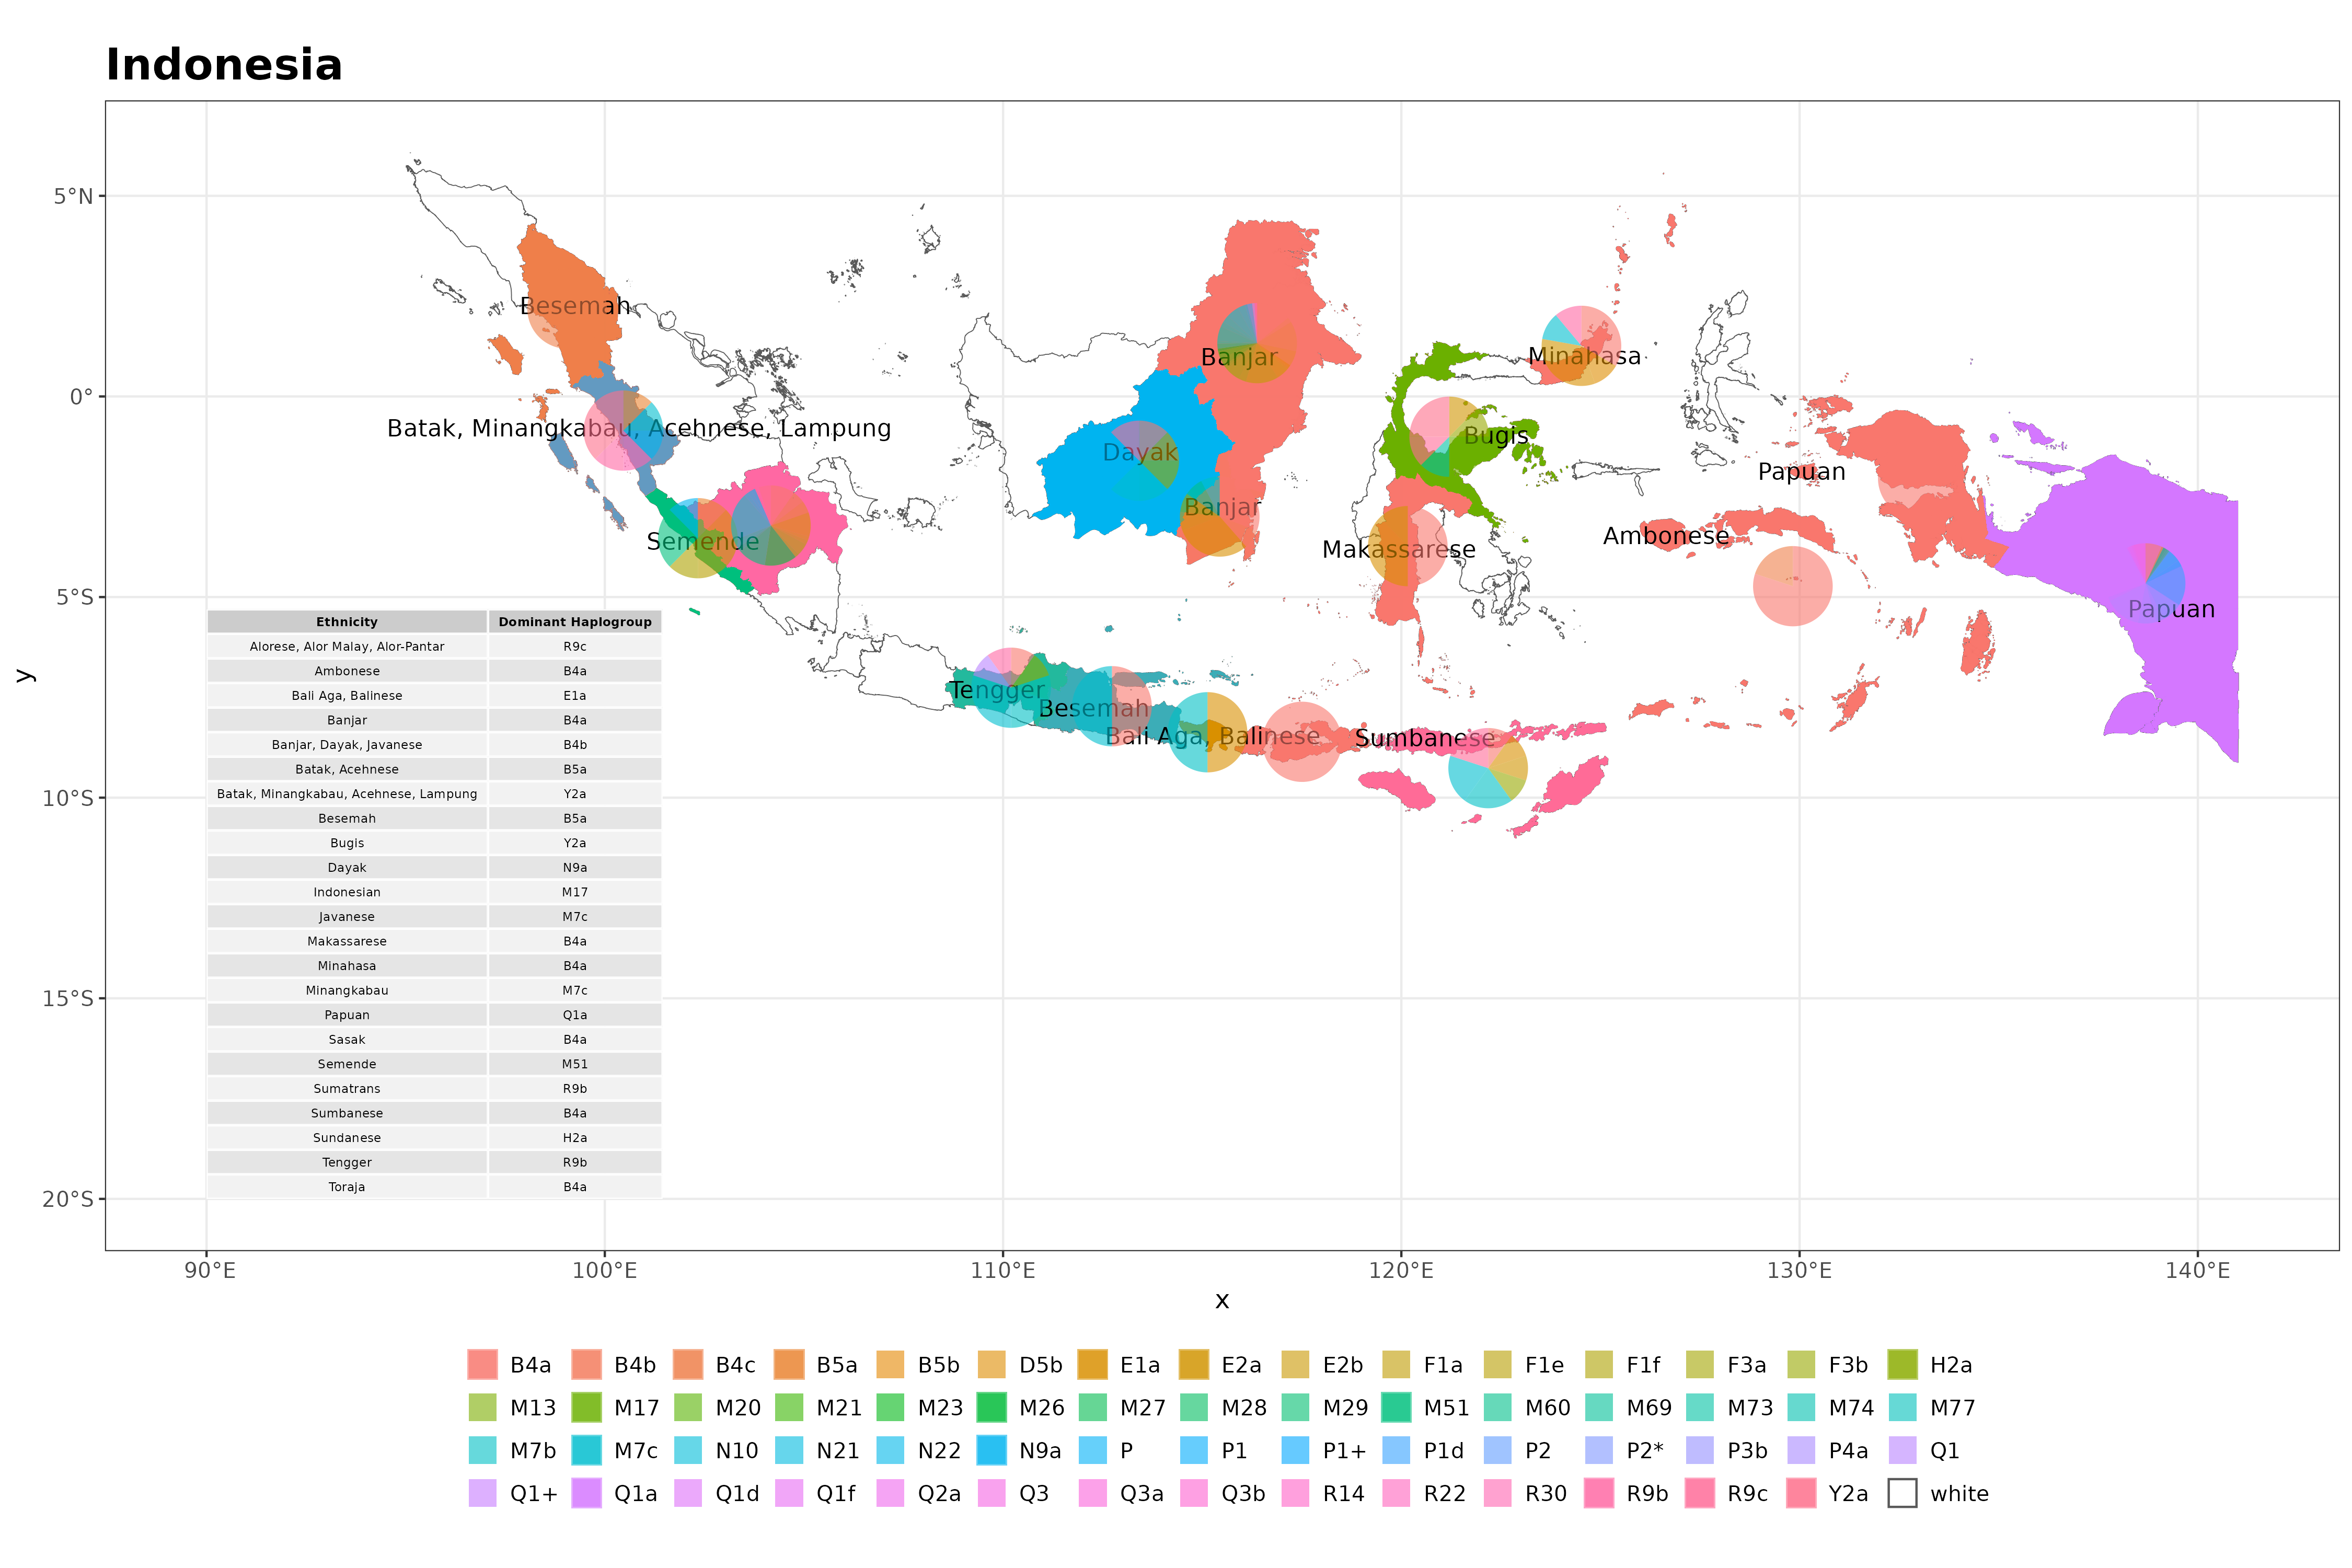 Indonesia
5°N
0°
5°S
10°S
15°S
20°S
y
Besemah
Batak, Minangkabau, Acehnese, Lampung
Semende
Banjar
Dayak
Banjar
Minahasa
Bugis
Makassarese
Papuan
Ambonese
Papuan
Tengger
Besemah
Bali Aga, Balinese
Sumbanese
Ethnicity Dominant Haplogroup
Alorese, Alor Malay, Alor-Pantar R9c
Ambonese B4a
Bali Aga, Balinese E1a
Banjar B4a
Banjar, Dayak, Javanese B4b
Batak, Acehnese B5a
Batak, Minangkabau, Acehnese, Lampung Y2a
Besemah B5a
Bugis Y2a
Dayak N9a
Indonesian M17
Javanese M7c
Makassarese B4a
Minahasa B4a
Minangkabau M7c
Papuan Q1a
Sasak B4a
Semende M51
Sumatrans R9b
Sumbanese B4a
Sundanese H2a
Tengger R9b
Toraja B4a
90°E 100°E 110°E 120°E 130°E 140°E
x
B4a B4b B4c B5a B5b D5b E1a E2a E2b F1a F1e F1f F3a F3b H2a
M13 M17 M20 M21 M23 M26 M27 M28 M29 M51 M60 M69 M73 M74 M77
M7b M7c N10 N21 N22 N9a P P1 P1+ P1d P2 P2* P3b P4a Q1
Q1+ Q1a Q1d Q1f Q2a Q3 Q3a Q3b R14 R22 R30 R9b R9c Y2a white